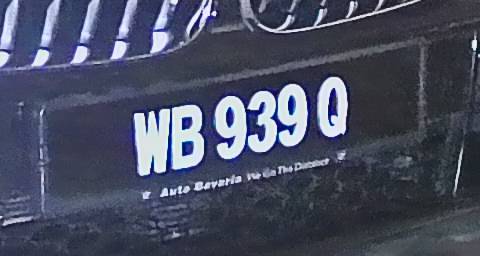 WB 939 Q
Auto Bavaria We Go The Distance